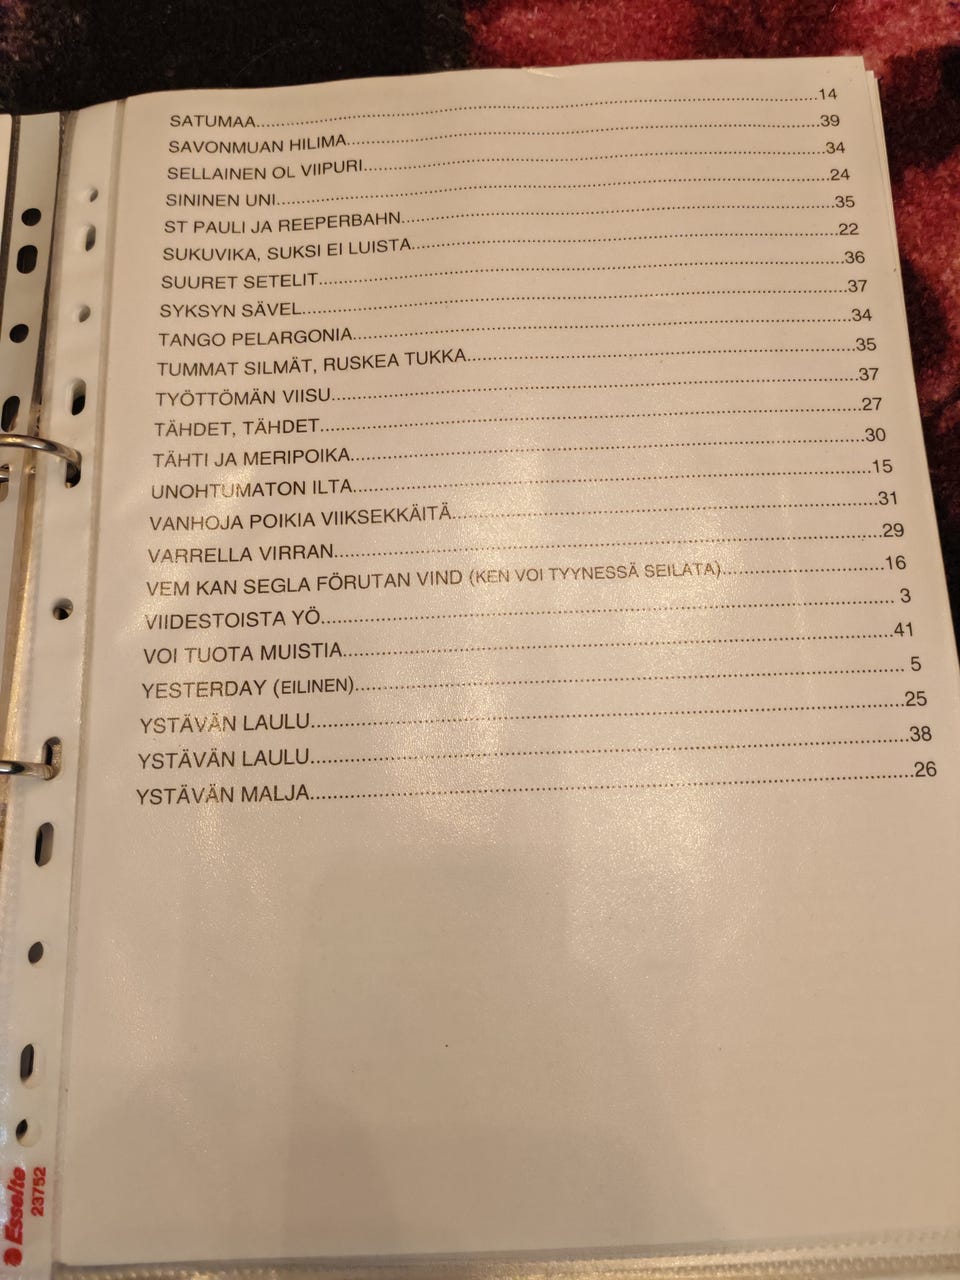 SATUMAA..........14
SAVONMUAN HILIMA..........39
SELLAINEN OL VIIPURI..........34
SININEN UNI..........24
ST PAULI JA REEPERBAHN..........35
SUKUVIKA, SUKSI EI LUISTA..........22
SUURET SETELIT..........36
SYKSYN SÄVEL..........37
TANGO PELARGONIA..........34
TUMMAT SILMÄT, RUSKEA TUKKA..........35
TYÖTTÖMÄN VIISU..........37
TÄHDET, TÄHDET..........27
TÄHTI JA MERIPOIKA..........30
UNOHTUMATON ILTA..........15
VANHOJA POIKIA VIIKSEKKÄITÄ..........31
VARRELLA VIRRAN..........29
VEM KAN SEGLA FÖRUTAN VIND (KEN VOI TYYNESSÄ SEILATA)..........16
VIIDESTOISTA YÖ..........3
VOI TUOTA MUISTIA..........41
YESTERDAY (EILINEN)..........5
YSTÄVÄN LAULU..........25
YSTÄVÄN LAULU..........38
YSTÄVÄN MALJA..........26
Esselte
23752